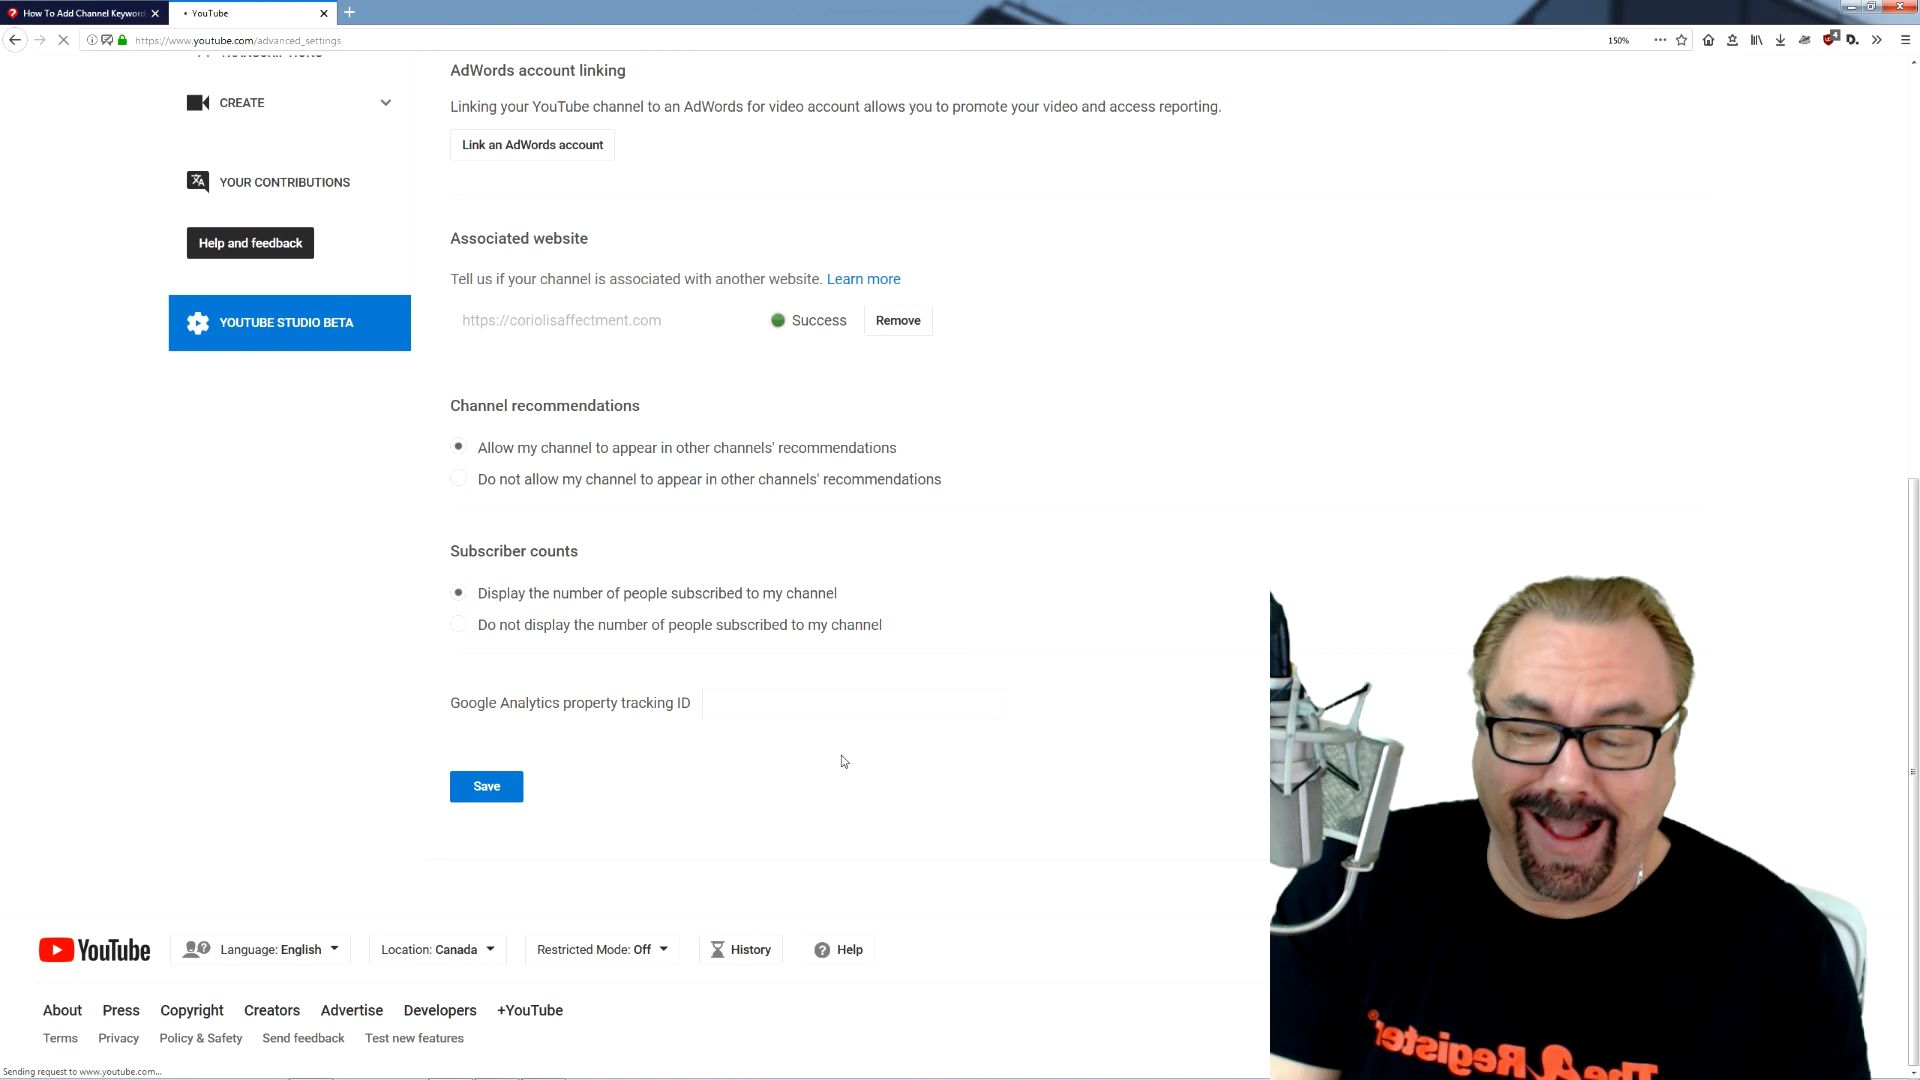 How To Add Channel Keyword
YouTube
https://www.youtube.com/advanced_settings
150%
4
D.
TRANSCRIPTIONS
CREATE
YOUR CONTRIBUTIONS
Help and feedback
YOUTUBE STUDIO BETA
AdWords account linking
Linking your YouTube channel to an AdWords for video account allows you to promote your video and access reporting.
Link an AdWords account
Associated website
Tell us if your channel is associated with another website. Learn more
https://coriolisaffectment.com Success Remove
Channel recommendations
Allow my channel to appear in other channels' recommendations
Do not allow my channel to appear in other channels' recommendations
Subscriber counts
Display the number of people subscribed to my channel
Do not display the number of people subscribed to my channel
Google Analytics property tracking ID
Save
The Register®
YouTube Language: English Location: Canada Restricted Mode: Off History Help
About Press Copyright Creators Advertise Developers +YouTube
Terms Privacy Policy & Safety Send feedback Test new features
Sending request to www.youtube.com...